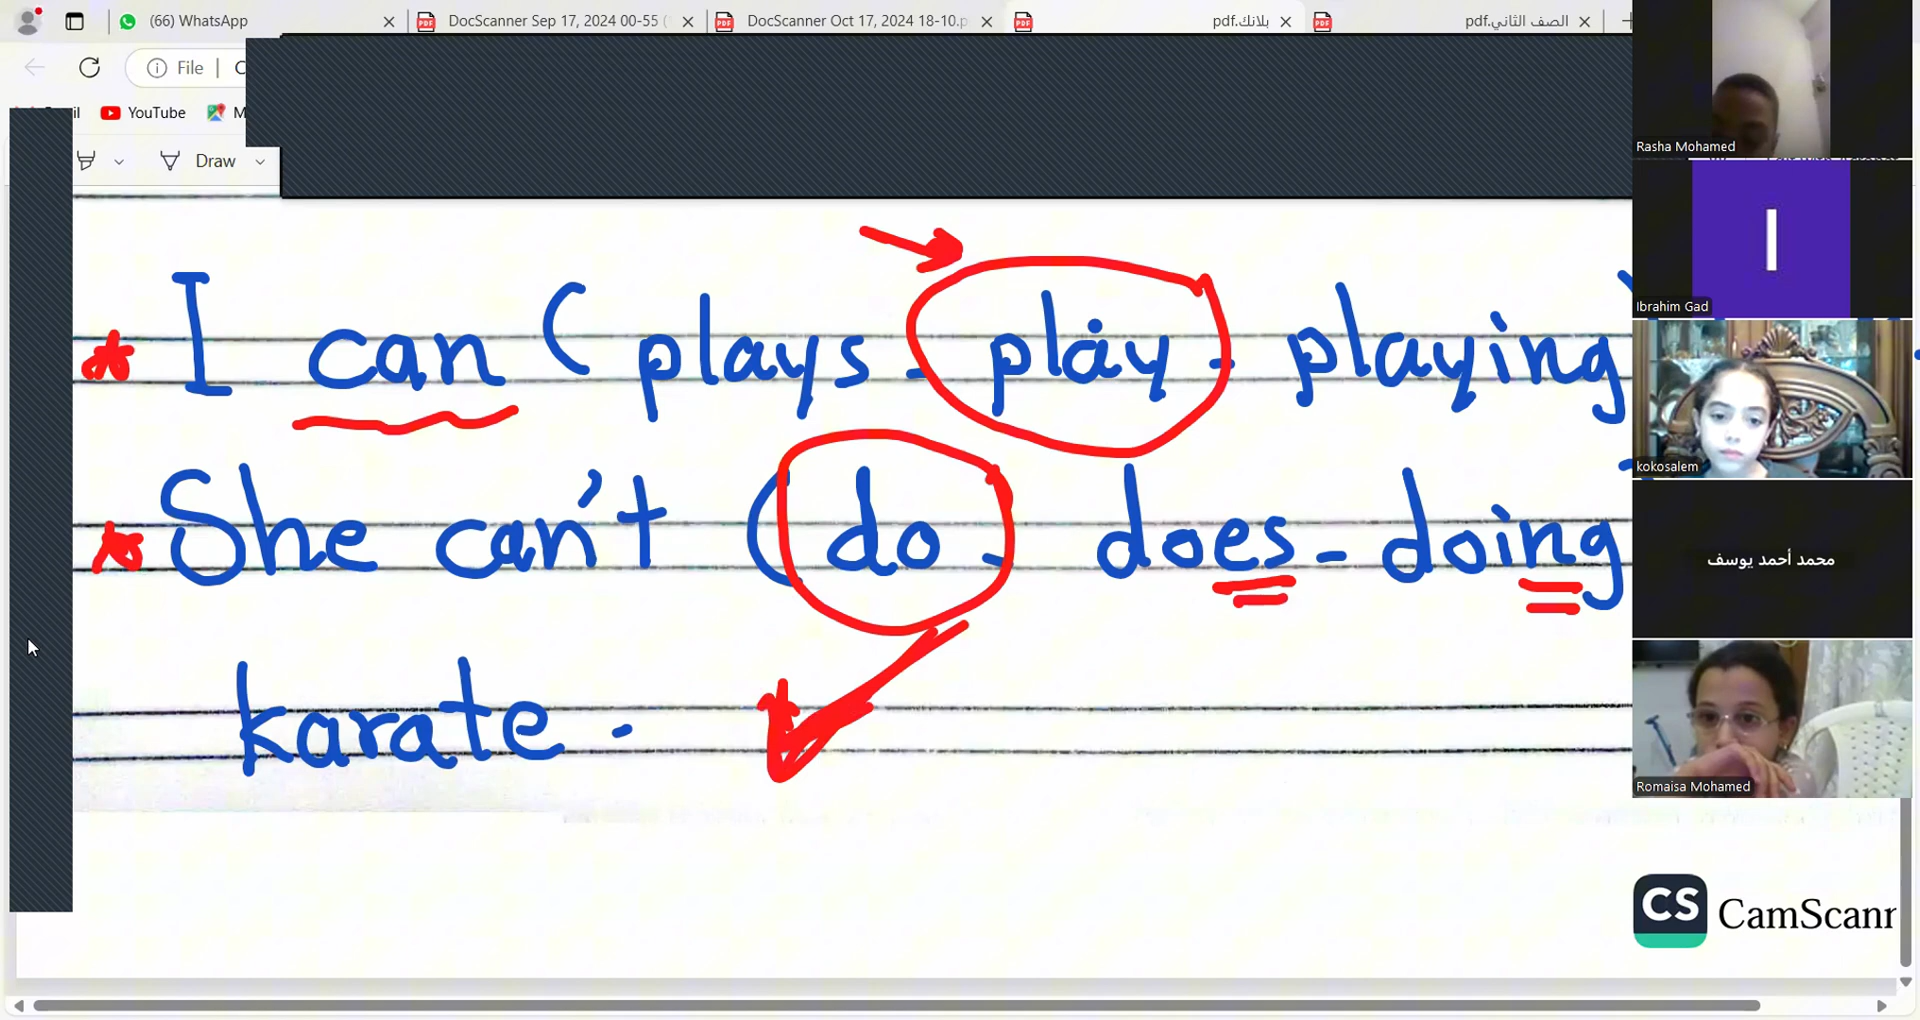 (66) WhatsApp
DocScanner Sep 17, 2024 00-55 (
DocScanner Oct 17, 2024 18-10.p
بلانك.pdf
الصف الثاني.pdf
File
YouTube
Draw
I can ( plays - play - playing )
She can't ( do - does - doing
karate .
Rasha Mohamed
I
Ibrahim Gad
kokosalem
محمد أحمد يوسف
Romaisa Mohamed
CS CamScanr